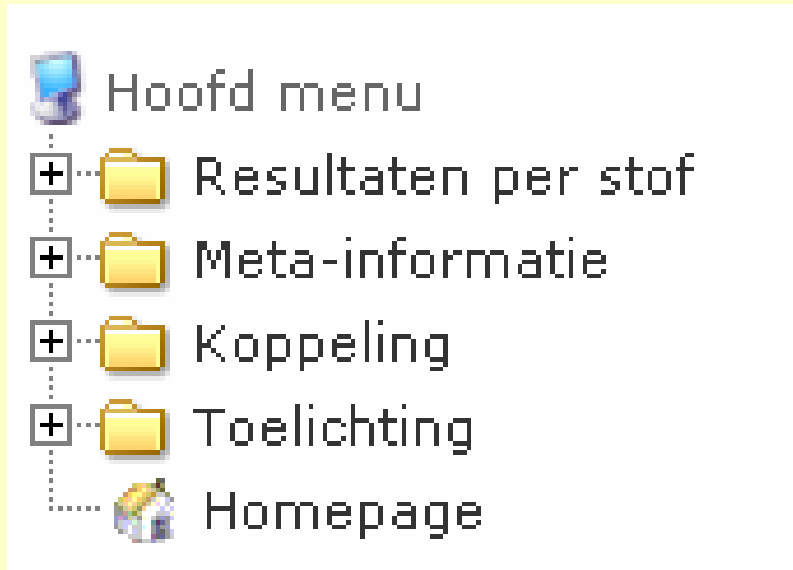 Hoofd menu
Resultaten per stof
Meta-informatie
Koppeling
Toelichting
Homepage